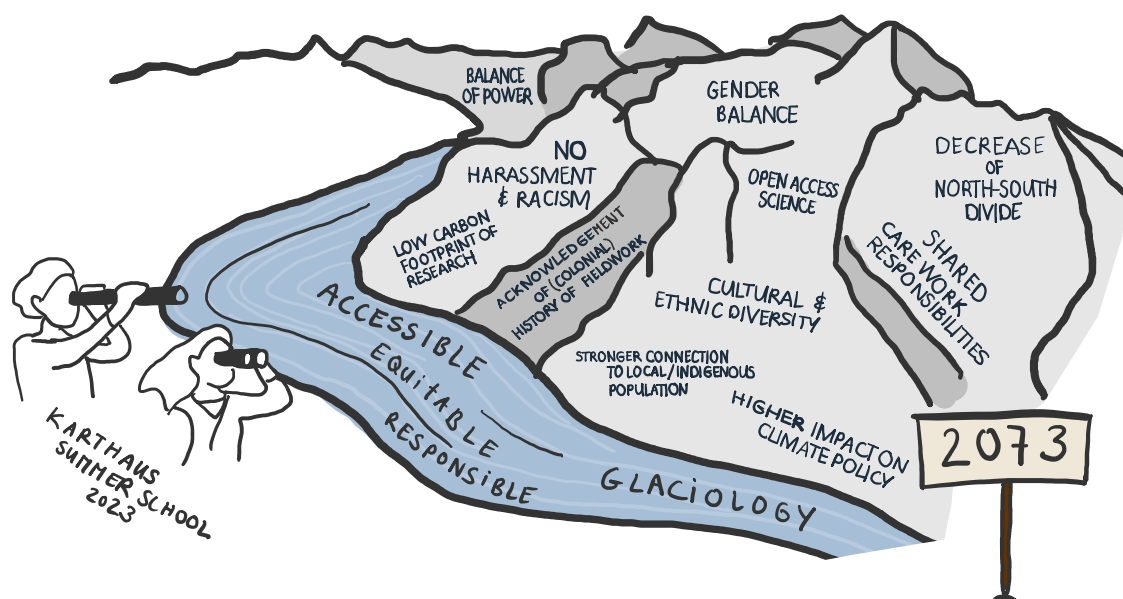 BALANCE
OF POWER
GENDER
BALANCE
NO
HARASSMENT
& RACISM
LOW CARBON
FOOTPRINT OF
RESEARCH
ACKNOWLEDGEMENT
OF (COLONIAL)
HISTORY OF FIELDWORK
OPEN ACCESS
SCIENCE
DECREASE
OF
NORTH-SOUTH
DIVIDE
SHARED
CARE WORK
RESPONSIBILITIES
CULTURAL &
ETHNIC DIVERSITY
STRONGER CONNECTION
TO LOCAL/INDIGENOUS
POPULATION
HIGHER IMPACT ON
CLIMATE POLICY
ACCESSIBLE
EQUITABLE
RESPONSIBLE
GLACIOLOGY
2073
KARTHAUS
SUMMER SCHOOL
2023